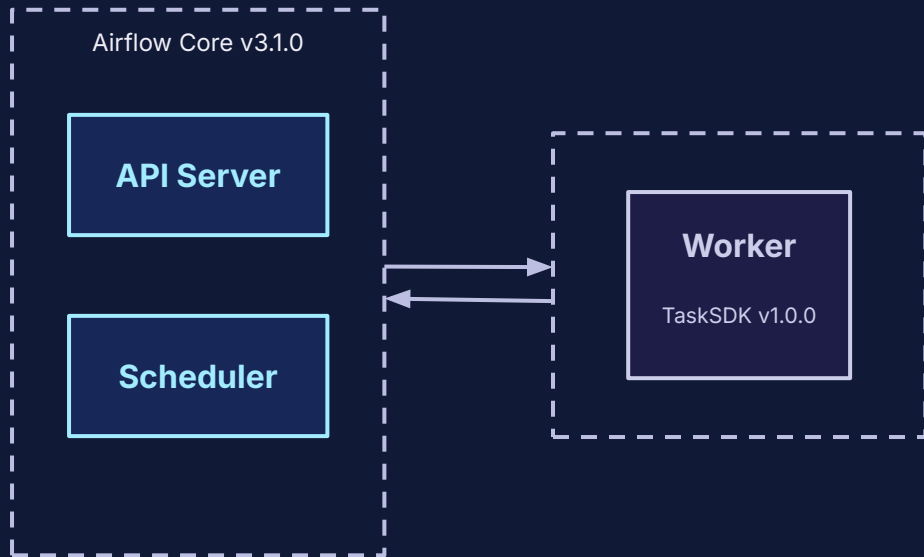 Airflow Core v3.1.0
API Server
Scheduler
Worker
TaskSDK v1.0.0